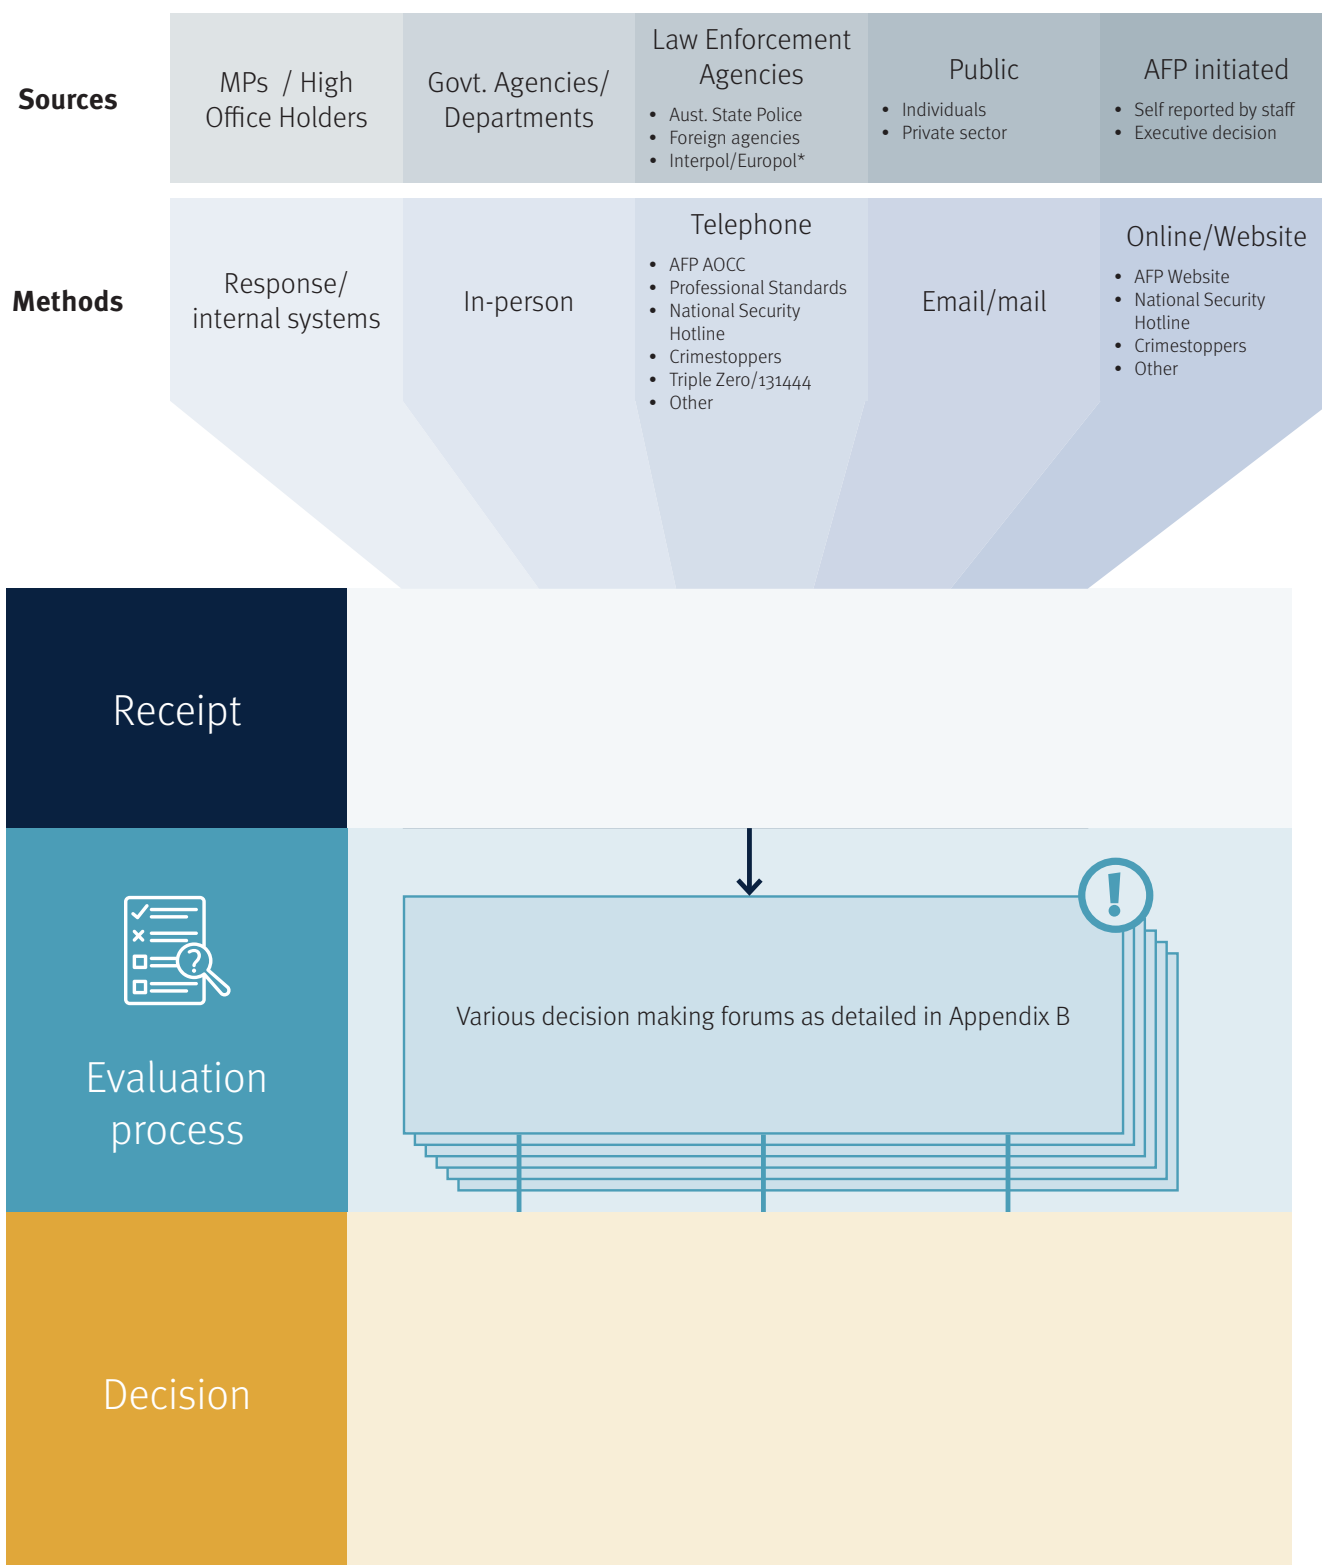 Sources
MPs / High
Office Holders
Govt. Agencies/
Departments
Law Enforcement
Agencies
• Aust. State Police
• Foreign agencies
• Interpol/Europol*
Public
• Individuals
• Private sector
AFP initiated
• Self reported by staff
• Executive decision
Methods
Response/
internal systems
In-person
Telephone
• AFP AOCC
• Professional Standards
• National Security
Hotline
• Crimestoppers
• Triple Zero/131444
• Other
Email/mail
Online/Website
• AFP Website
• National Security
Hotline
• Crimestoppers
• Other
Receipt
Evaluation
process
Various decision making forums as detailed in Appendix B
Decision